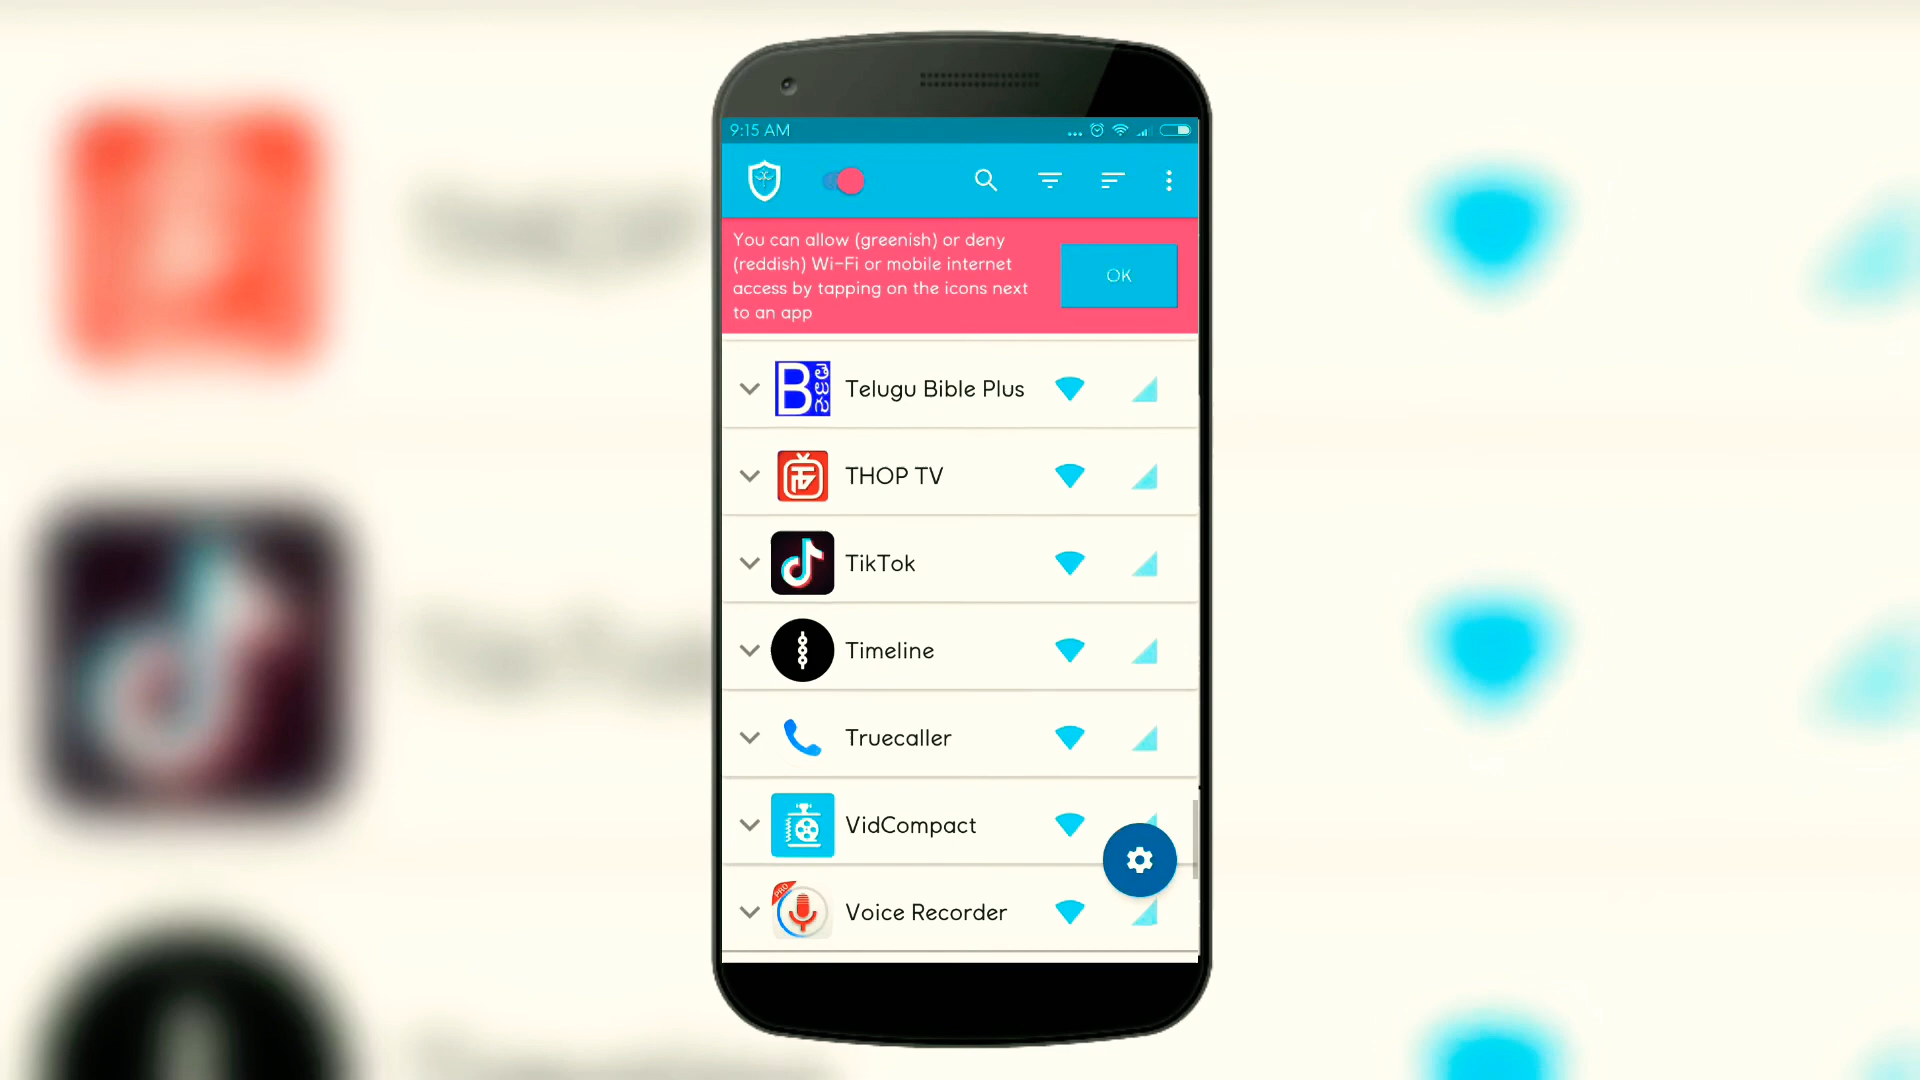 9:15 AM
You can allow (greenish) or deny
(reddish) Wi-Fi or mobile internet
access by tapping on the icons next
to an app
OK
B తెలుగు
Telugu Bible Plus
THOP TV
TikTok
Timeline
Truecaller
VidCompact
PRO
Voice Recorder